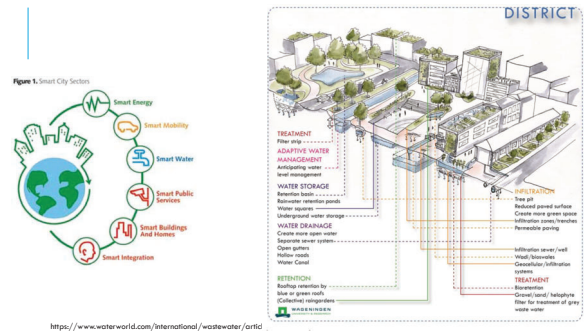 DISTRICT
Figure 1. Smart City Sectors
Smart Energy
Smart Mobility
Smart Water
Smart Public
Services
Smart Buildings
And Homes
Smart Integration
TREATMENT
Filter strip
ADAPTIVE WATER
MANAGEMENT
Anticipating water
level management
WATER STORAGE
Retention basin
Rainwater retention ponds
Water squares
Underground water storage
WATER DRAINAGE
Create more open water
Separate sewer system
Open gutters
Hollow roads
Water Canal
RETENTION
Rooftop retention by
blue or green roofs
(Collective) raingardens
WAGENINGEN
INFILTRATION
Tree pit
Reduced paved surface
Create more green space
Infiltration zones/trenches
Permeable paving
Infiltration sewer/well
Wadi/bioswales
Geocellular/infiltration
systems
TREATMENT
Bioretention
Gravel/sand/ helophyte
filter for treatment of grey
waste water
https://www.waterworld.com/international/wastewater/artic